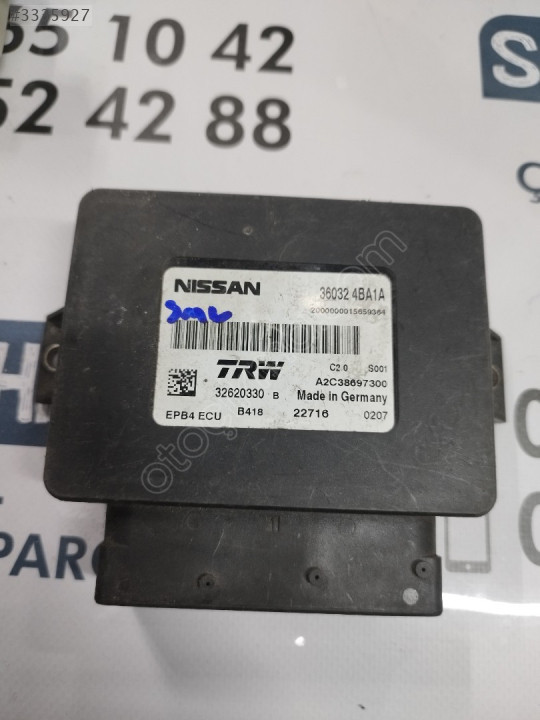 #3375927
55 10 42
52 42 88
S
NISSAN
36032 4BA1A
2000000015659364
TRW
C2.0 S001
A2C38697300
32620330 B
Made in Germany
EPB4 ECU B418 22716 0207
PARÇ